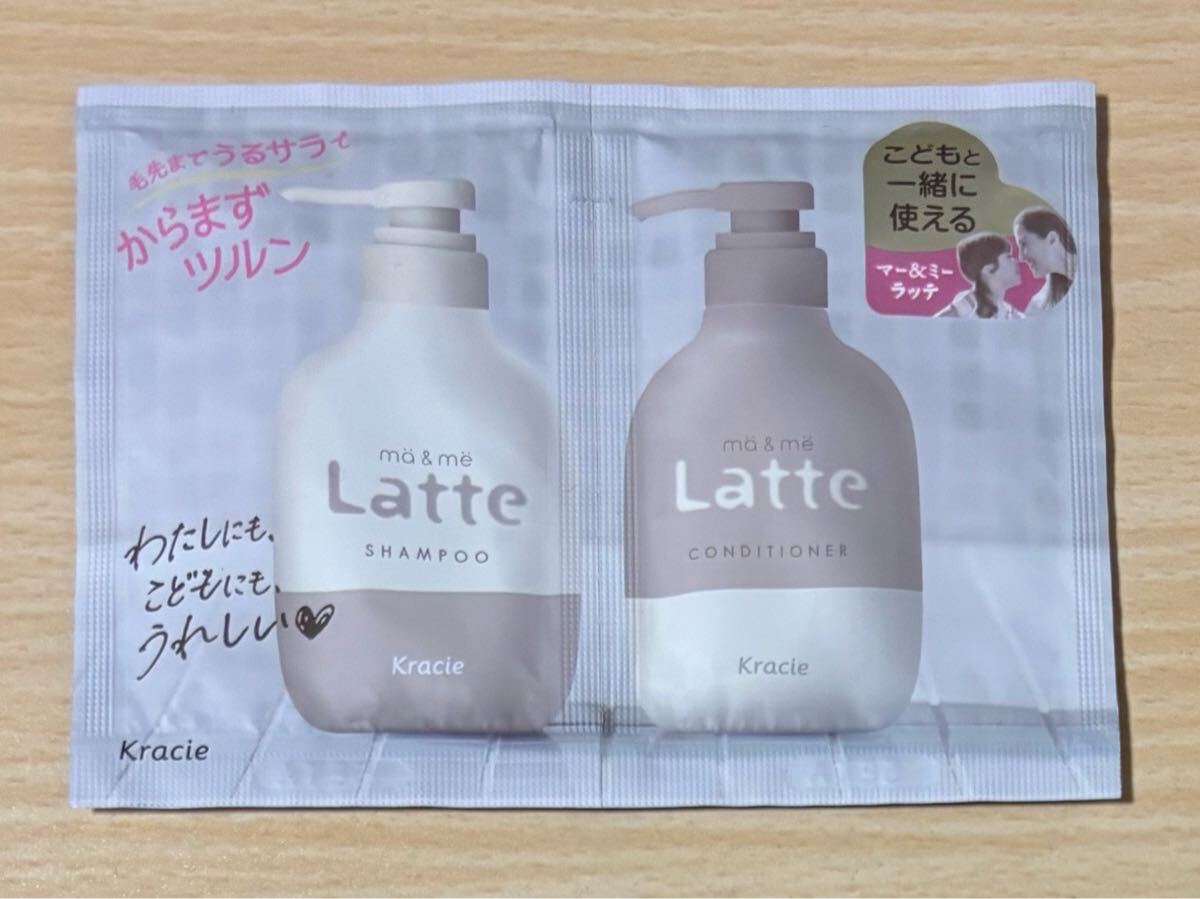 毛先までうるサラで
からまず
ツルン
こどもと
一緒に
使える
マー&ミー
ラッテ
mä & më
Latte
SHAMPOO
Kracie
mä & më
Latte
CONDITIONER
Kracie
わたしにも、
こどもにも、
うれしい
Kracie